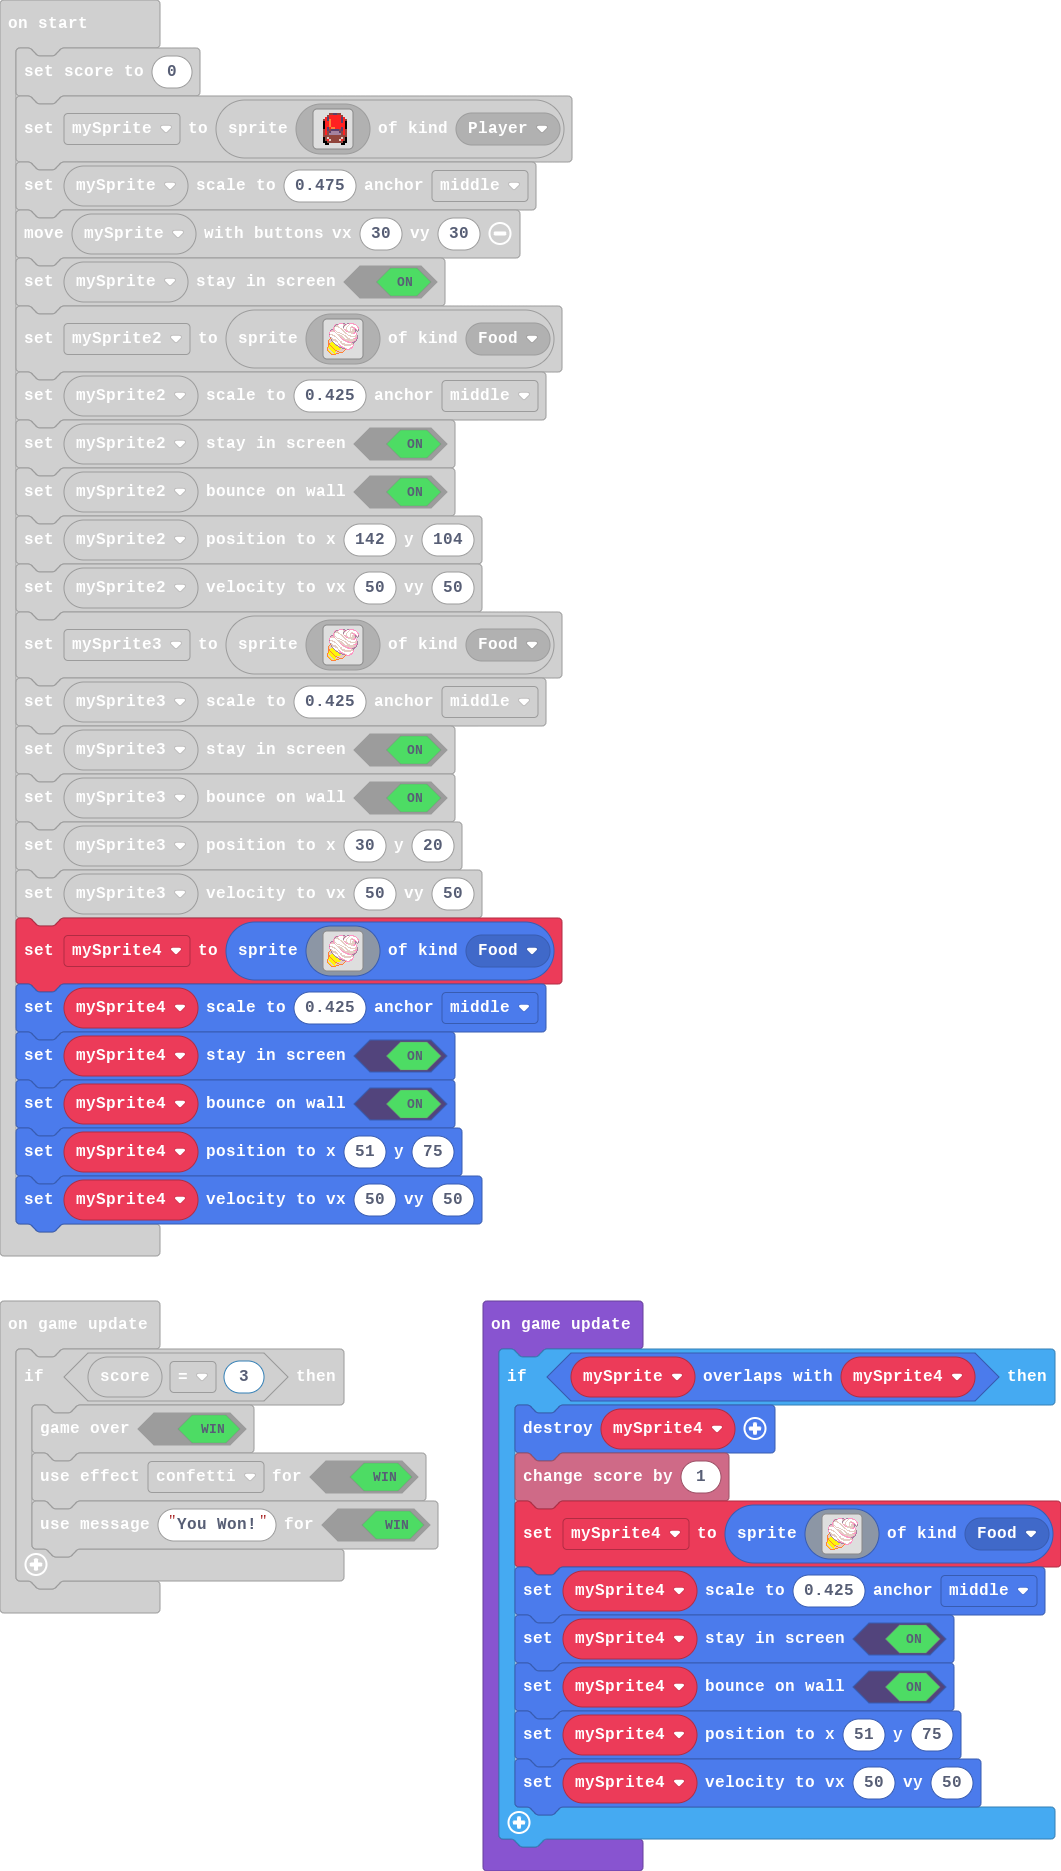 on start
set score to 0
set mySprite to sprite of kind Player
set mySprite scale to 0.475 anchor middle
move mySprite with buttons vx 30 vy 30
set mySprite stay in screen ON
set mySprite2 to sprite of kind Food
set mySprite2 scale to 0.425 anchor middle
set mySprite2 stay in screen ON
set mySprite2 bounce on wall ON
set mySprite2 position to x 142 y 104
set mySprite2 velocity to vx 50 vy 50
set mySprite3 to sprite of kind Food
set mySprite3 scale to 0.425 anchor middle
set mySprite3 stay in screen ON
set mySprite3 bounce on wall ON
set mySprite3 position to x 30 y 20
set mySprite3 velocity to vx 50 vy 50
set mySprite4 to sprite of kind Food
set mySprite4 scale to 0.425 anchor middle
set mySprite4 stay in screen ON
set mySprite4 bounce on wall ON
set mySprite4 position to x 51 y 75
set mySprite4 velocity to vx 50 vy 50
on game update
if score = 3 then
game over WIN
use effect confetti for WIN
use message "You Won!" for WIN
on game update
if mySprite overlaps with mySprite4 then
destroy mySprite4
change score by 1
set mySprite4 to sprite of kind Food
set mySprite4 scale to 0.425 anchor middle
set mySprite4 stay in screen ON
set mySprite4 bounce on wall ON
set mySprite4 position to x 51 y 75
set mySprite4 velocity to vx 50 vy 50